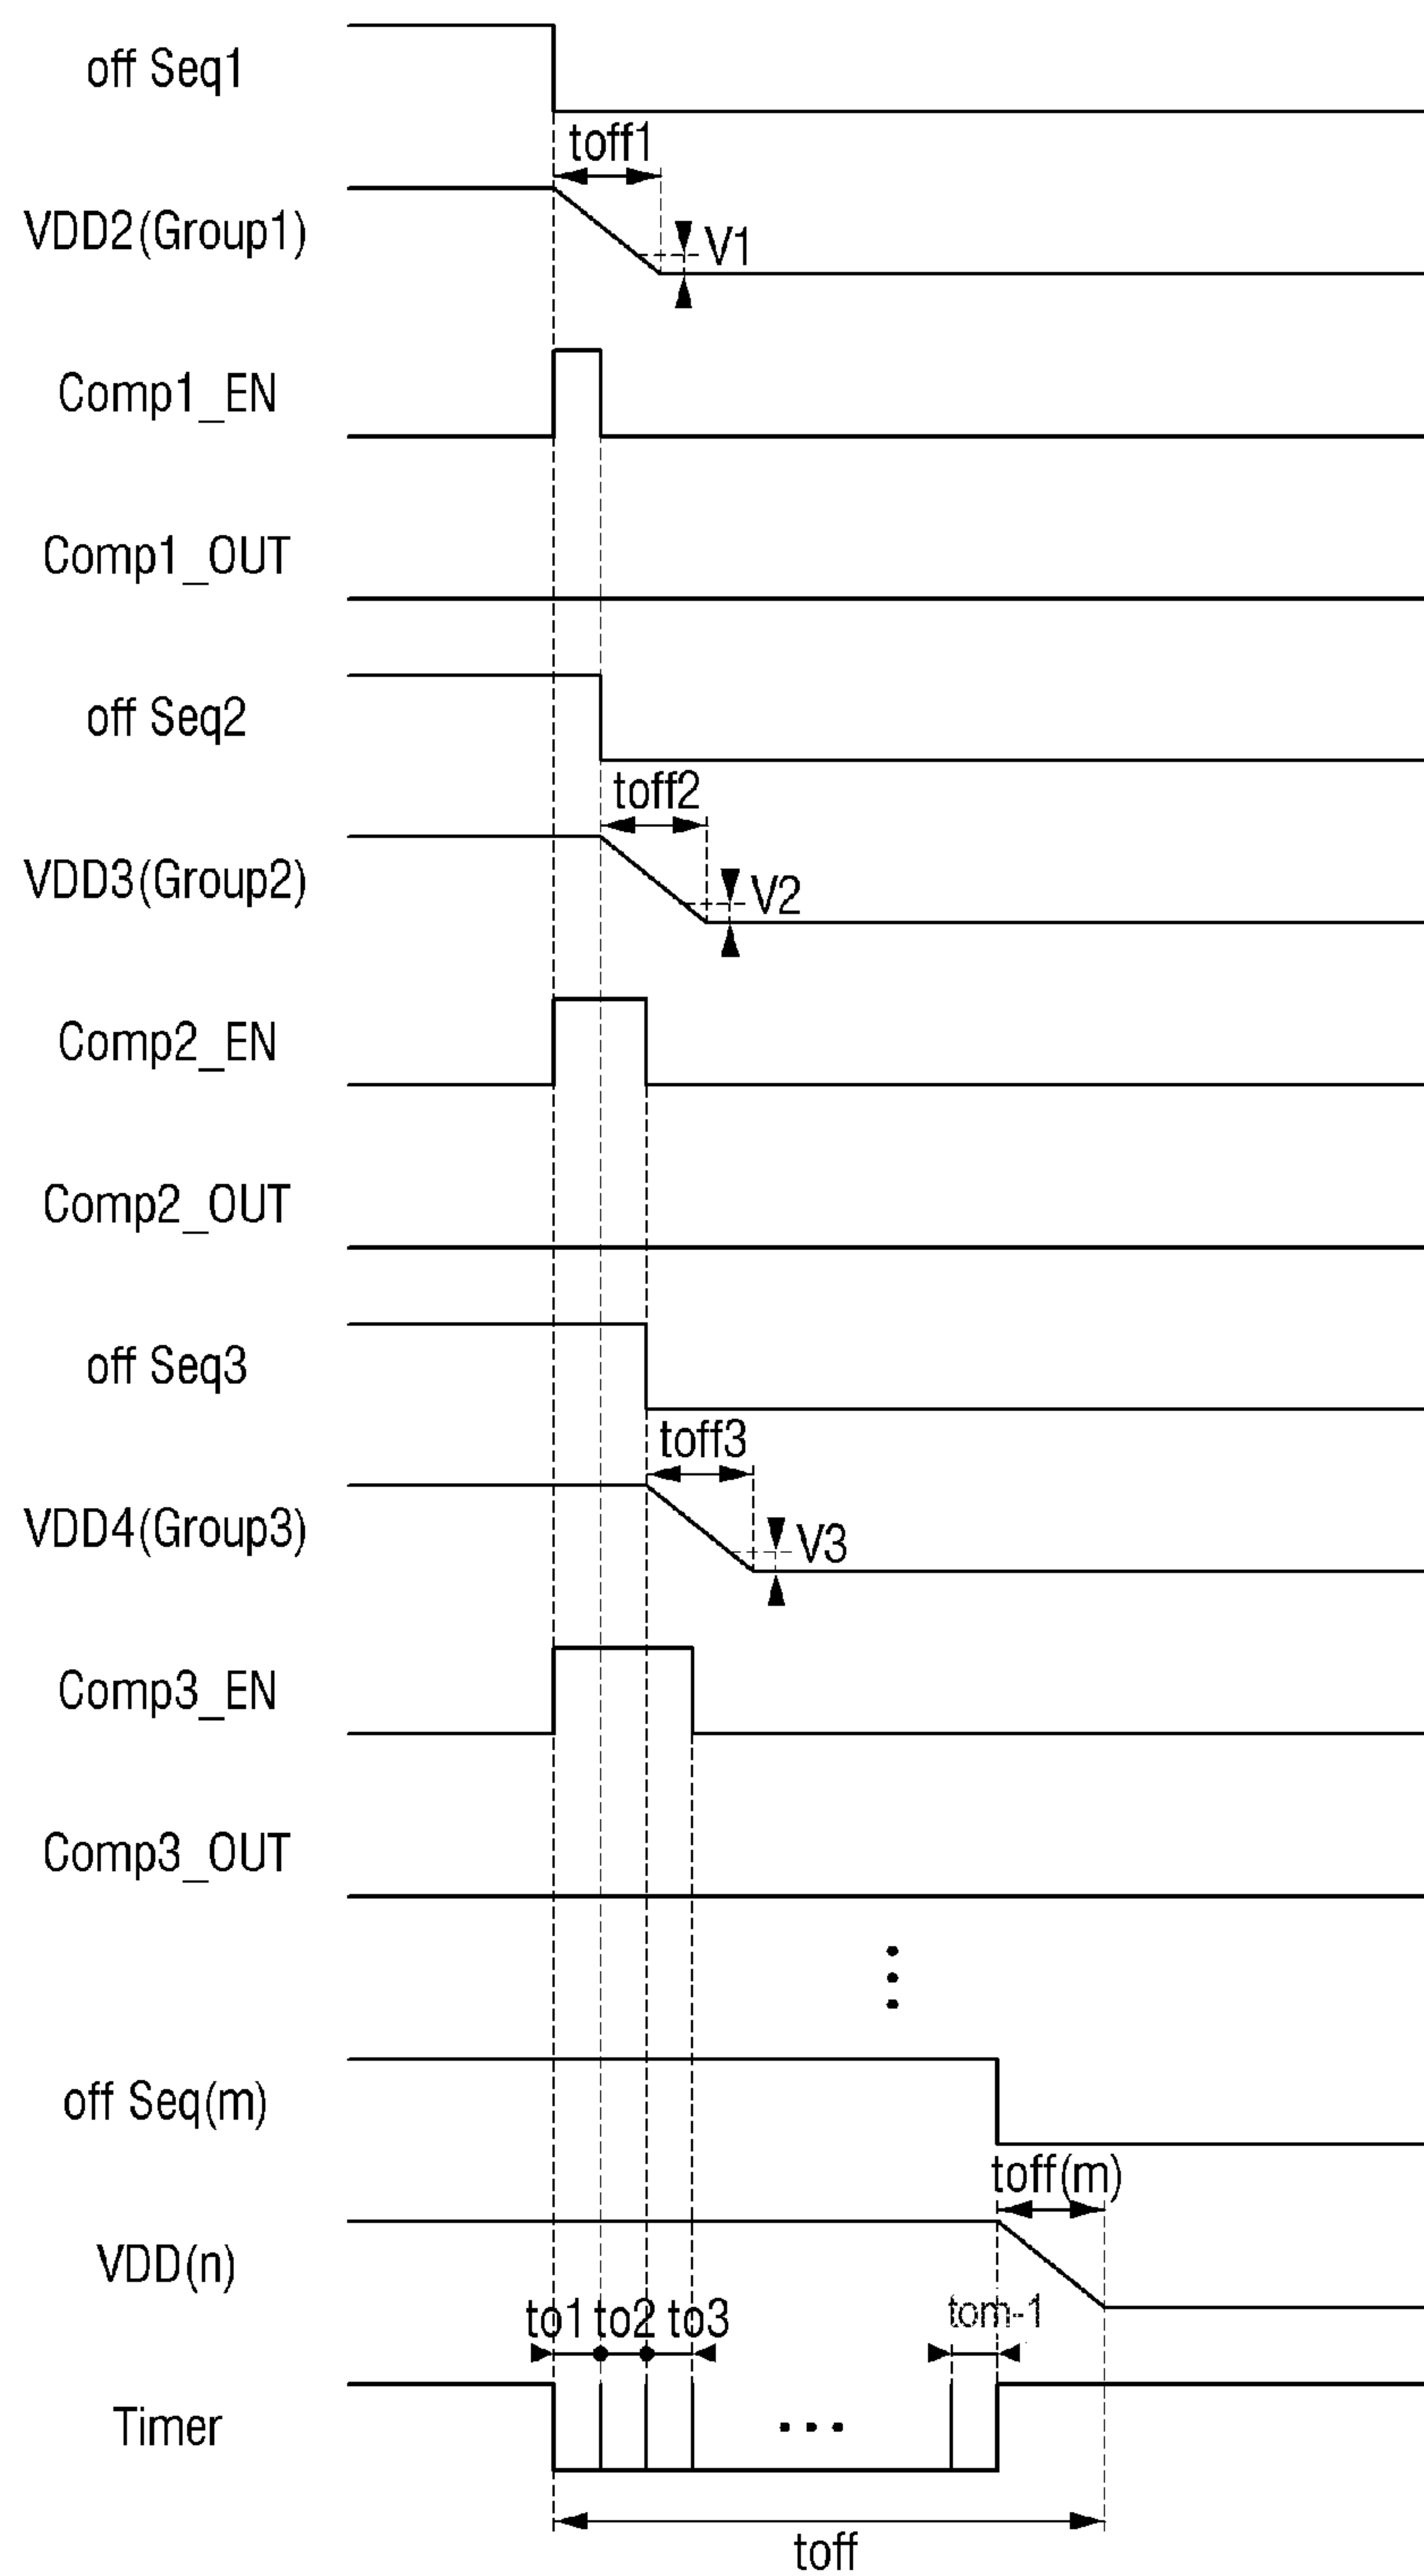 off Seq1
toff1
VDD2(Group1)
V1
Comp1_EN
Comp1_OUT
off Seq2
toff2
VDD3(Group2)
V2
Comp2_EN
Comp2_OUT
off Seq3
toff3
VDD4(Group3)
V3
Comp3_EN
Comp3_OUT
off Seq(m)
toff(m)
VDD(n)
to1 to2 to3 tom-1
Timer
toff